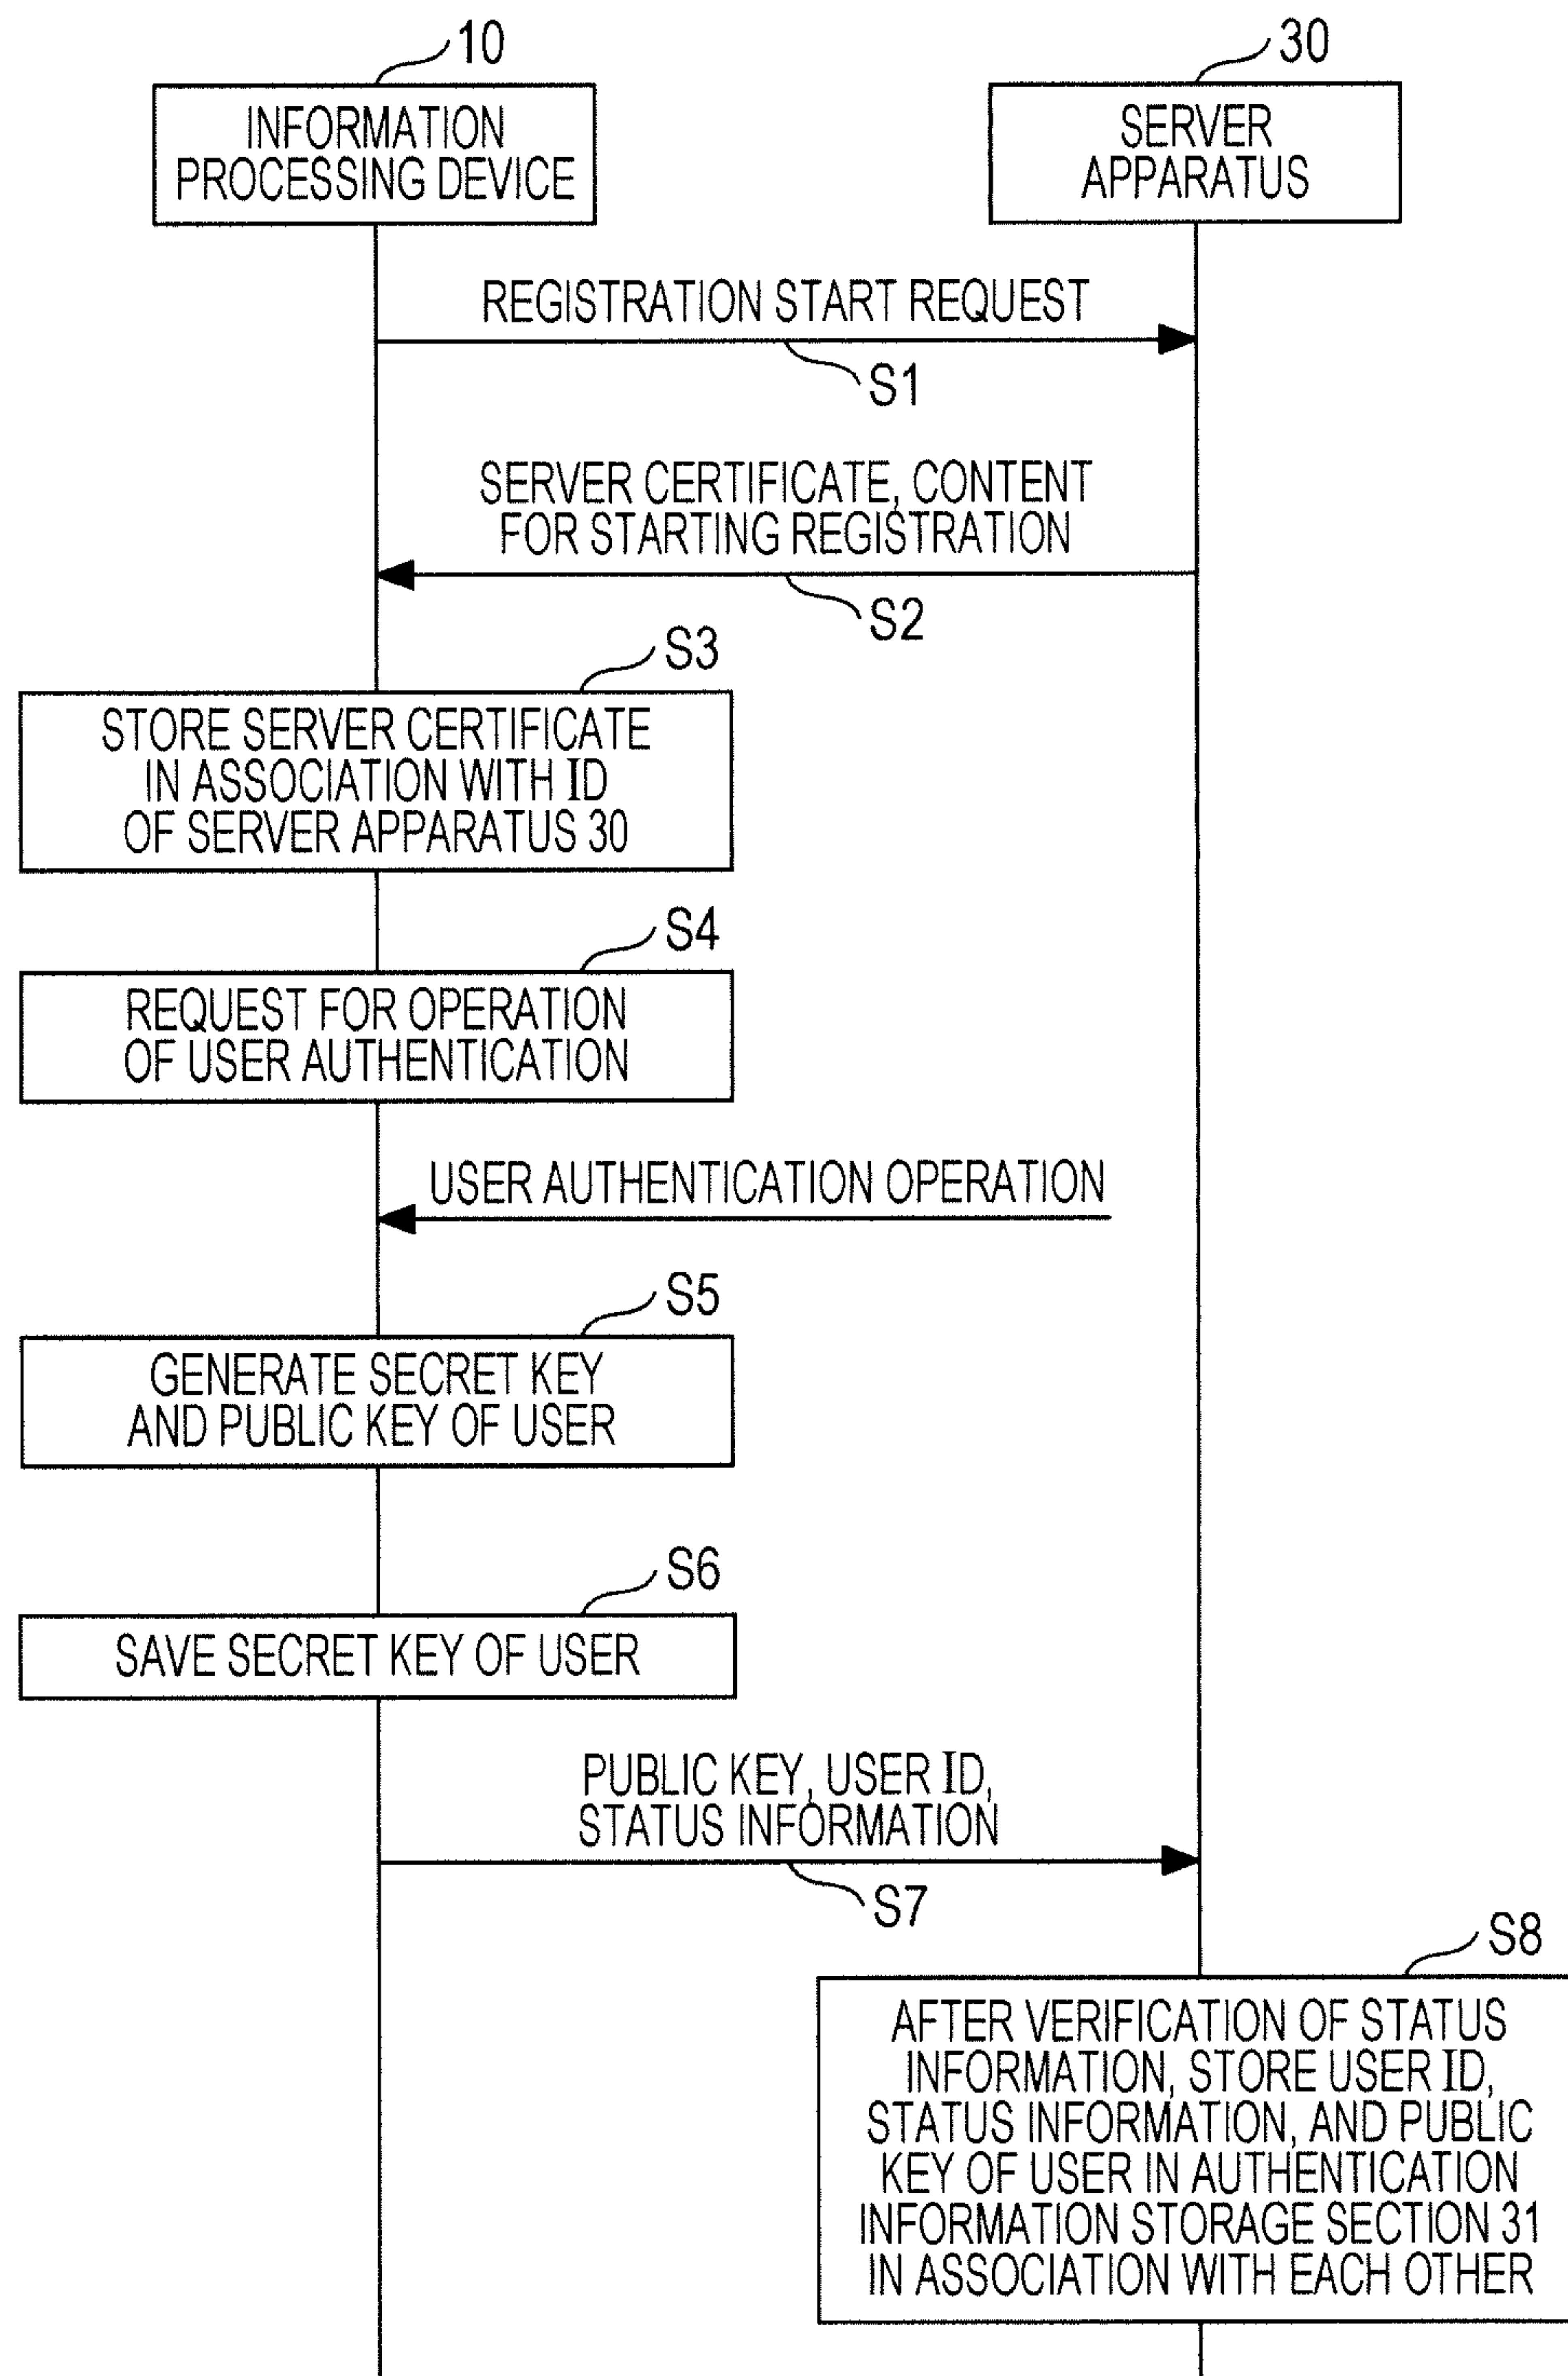 10
30
INFORMATION
PROCESSING DEVICE
SERVER
APPARATUS
REGISTRATION START REQUEST
S1
SERVER CERTIFICATE, CONTENT
FOR STARTING REGISTRATION
S2
S3
STORE SERVER CERTIFICATE
IN ASSOCIATION WITH ID
OF SERVER APPARATUS 30
S4
REQUEST FOR OPERATION
OF USER AUTHENTICATION
USER AUTHENTICATION OPERATION
S5
GENERATE SECRET KEY
AND PUBLIC KEY OF USER
S6
SAVE SECRET KEY OF USER
PUBLIC KEY, USER ID,
STATUS INFORMATION
S7
S8
AFTER VERIFICATION OF STATUS
INFORMATION, STORE USER ID,
STATUS INFORMATION, AND PUBLIC
KEY OF USER IN AUTHENTICATION
INFORMATION STORAGE SECTION 31
IN ASSOCIATION WITH EACH OTHER